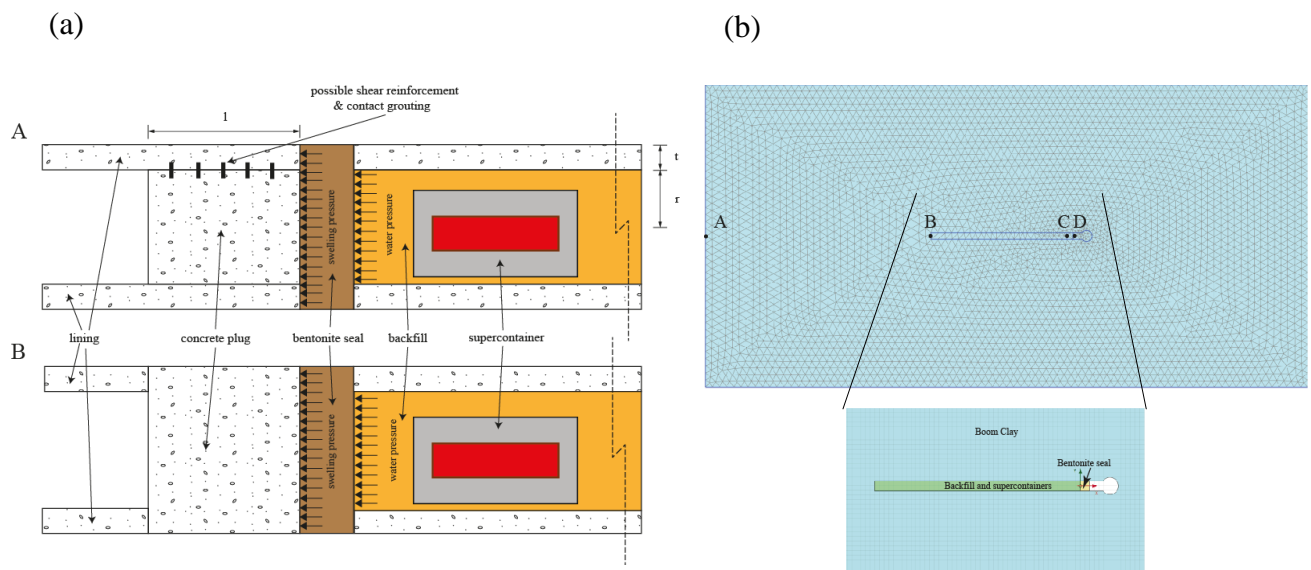 (a)
possible shear reinforcement
& contact grouting
l
A
t
r
swelling pressure
water pressure
lining
concrete plug
bentonite seal
backfill
supercontainer
B
swelling pressure
water pressure
(b)
A
B
C
D
Boom Clay
Bentonite seal
Backfill and supercontainers